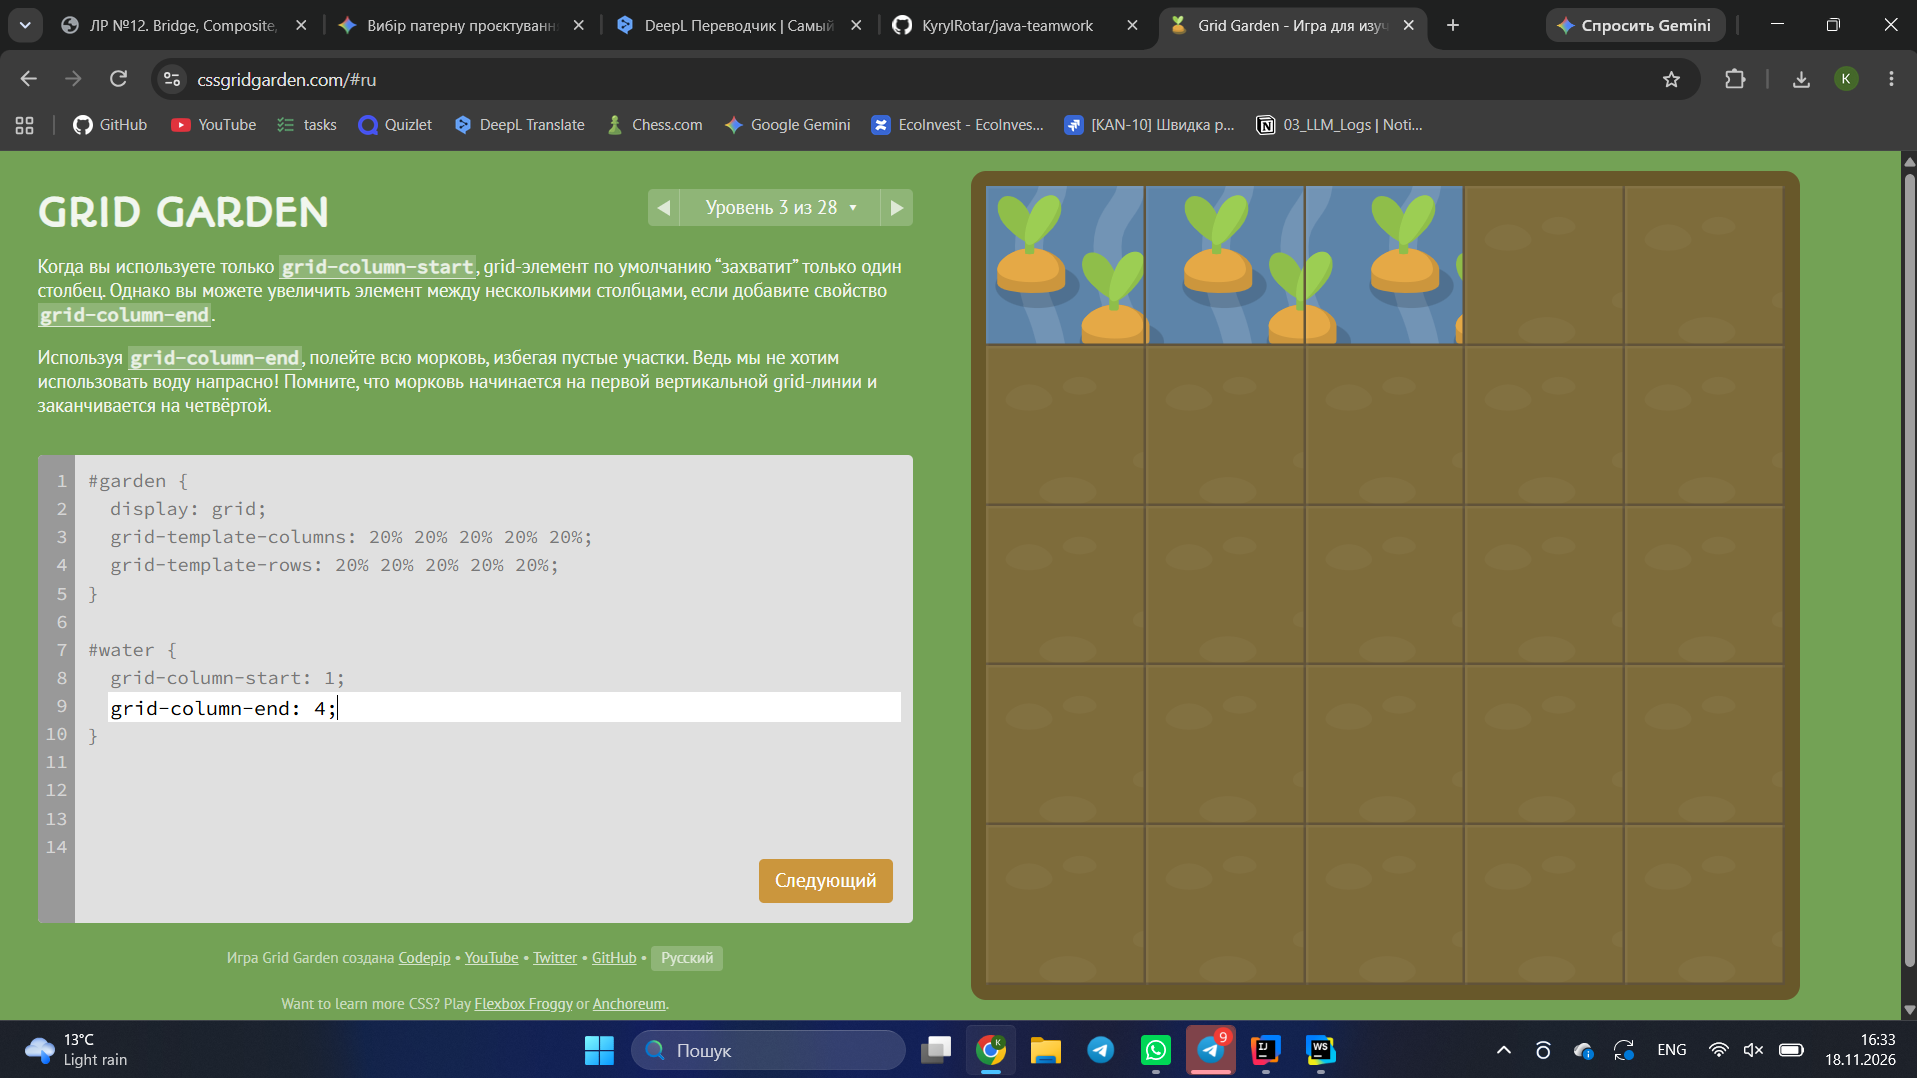 ЛР №12. Bridge, Composite,
Вибір патерну проєктуванн
DeepL Переводчик | Самый
KyrylRotar/java-teamwork
Grid Garden - Игра для изуч
Спросить Gemini
cssgridgarden.com/#ru
K
GitHub
YouTube
tasks
Quizlet
DeepL Translate
Chess.com
Google Gemini
EcoInvest - EcoInves...
[KAN-10] Швидка р...
03_LLM_Logs | Noti...
GRID GARDEN
Уровень 3 из 28
Когда вы используете только grid-column-start, grid-элемент по умолчанию “захватит” только один
столбец. Однако вы можете увеличить элемент между несколькими столбцами, если добавите свойство
grid-column-end.
Используя grid-column-end, полейте всю морковь, избегая пустые участки. Ведь мы не хотим
использовать воду напрасно! Помните, что морковь начинается на первой вертикальной grid-линии и
заканчивается на четвёртой.
1 #garden {
2 display: grid;
3 grid-template-columns: 20% 20% 20% 20% 20%;
4 grid-template-rows: 20% 20% 20% 20% 20%;
5 }
6
7 #water {
8 grid-column-start: 1;
9 grid-column-end: 4;
10 }
11
12
13
14
Следующий
Игра Grid Garden создана Codepip • YouTube • Twitter • GitHub • Русский
Want to learn more CSS? Play Flexbox Froggy or Anchoreum.
13°C
Light rain
Пошук
K
9
IJ
WS
ENG
16:33
18.11.2026